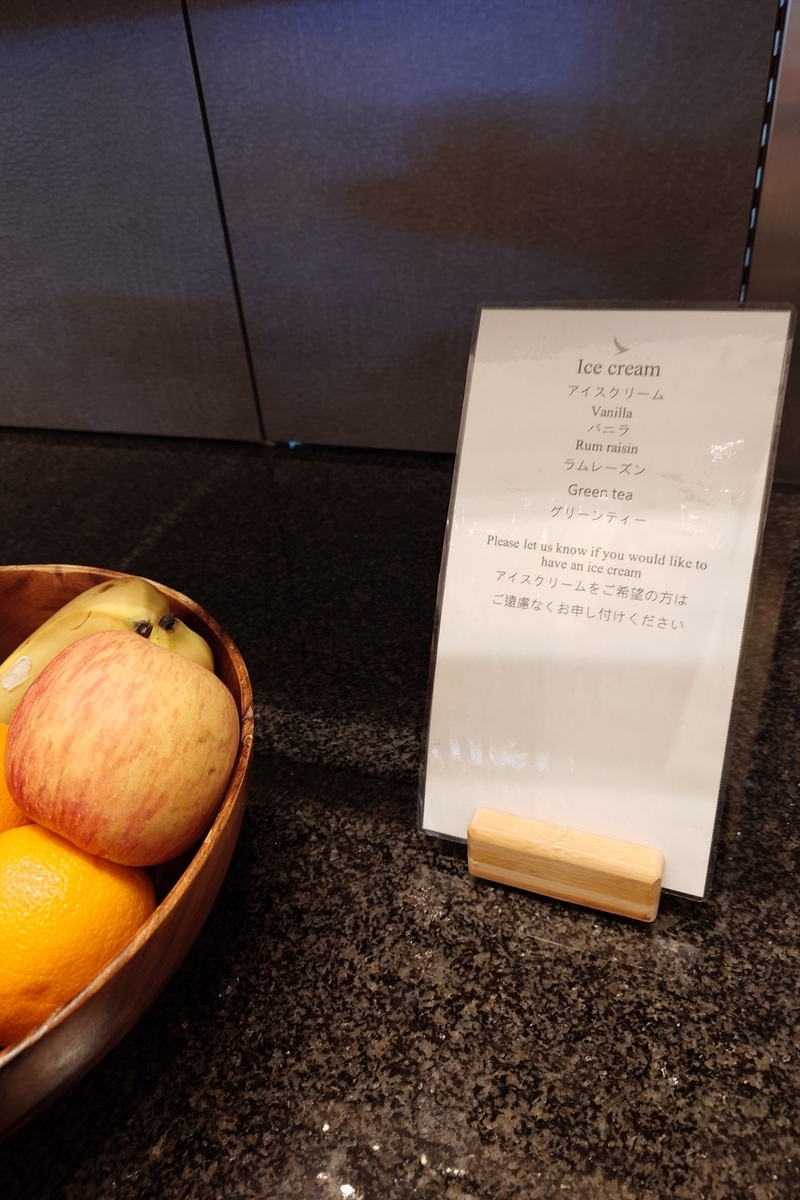 Ice cream
アイスクリーム
Vanilla
バニラ
Rum raisin
ラムレーズン
Green tea
グリーンティー
Please let us know if you would like to
have an ice cream
アイスクリームをご希望の方は
ご遠慮なくお申し付けください